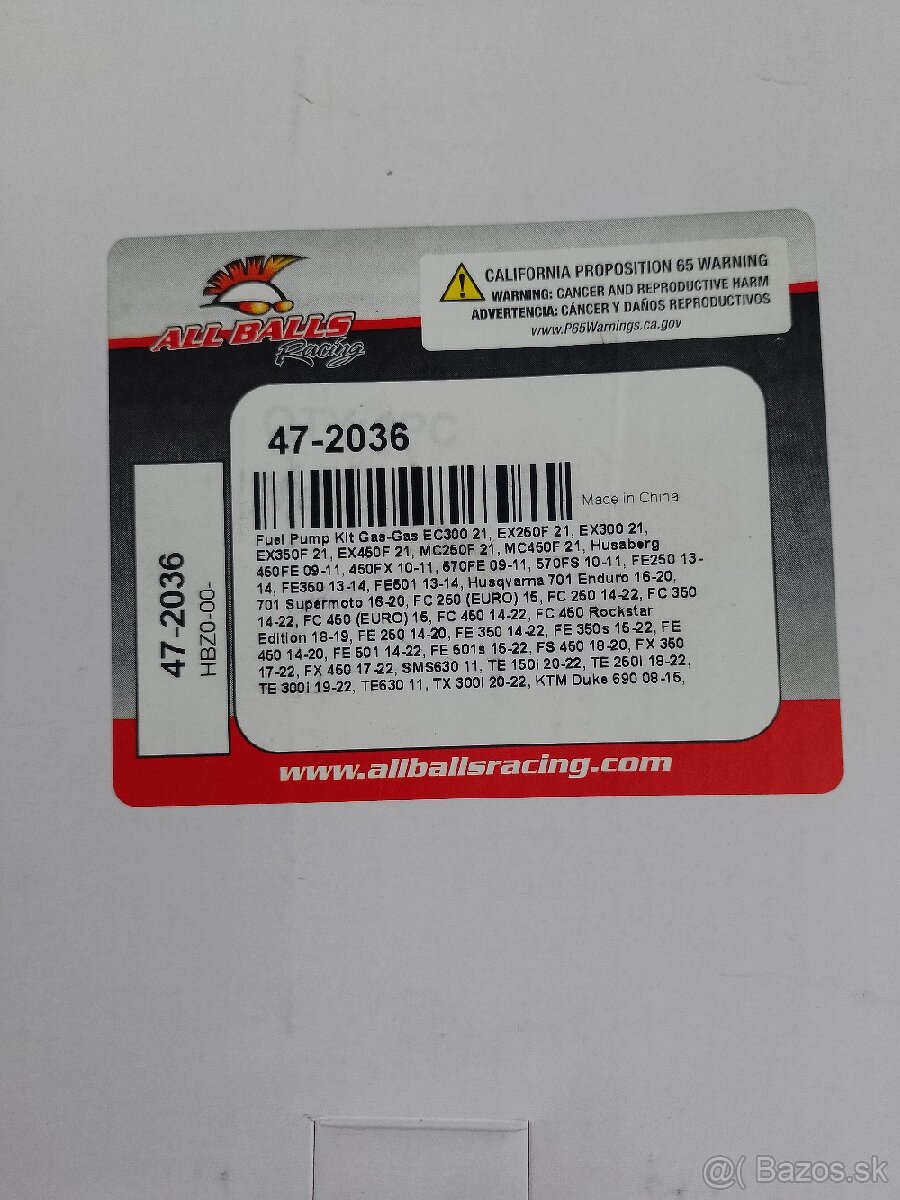 ALL BALLS
Racing
CALIFORNIA PROPOSITION 65 WARNING
WARNING: CANCER AND REPRODUCTIVE HARM
ADVERTENCIA: CÁNCER Y DAÑOS REPRODUCTIVOS
www.P65Warnings.ca.gov
47-2036
Made in China
47-2036
HBZ0-00-
Fuel Pump Kit Gas-Gas EC300 21, EX250F 21, EX300 21,
EX350F 21, EX450F 21, MC250F 21, MC450F 21, Husaberg
450FE 09-11, 450FX 10-11, 570FE 09-11, 570FS 10-11, FE250 13-
14, FE350 13-14, FE501 13-14, Husqvarna 701 Enduro 16-20,
701 Supermoto 16-20, FC 250 (EURO) 15, FC 250 14-22, FC 350
14-22, FC 450 (EURO) 15, FC 450 14-22, FC 450 Rockstar
Edition 18-19, FE 250 14-20, FE 350 14-22, FE 350s 15-22, FE
450 14-20, FE 501 14-22, FE 501s 15-22, FS 450 18-20, FX 350
17-22, FX 450 17-22, SMS630 11, TE 150i 20-22, TE 250i 18-22,
TE 300i 19-22, TE630 11, TX 300i 20-22, KTM Duke 690 08-15,
www.allballsracing.com
@( Bazos.sk